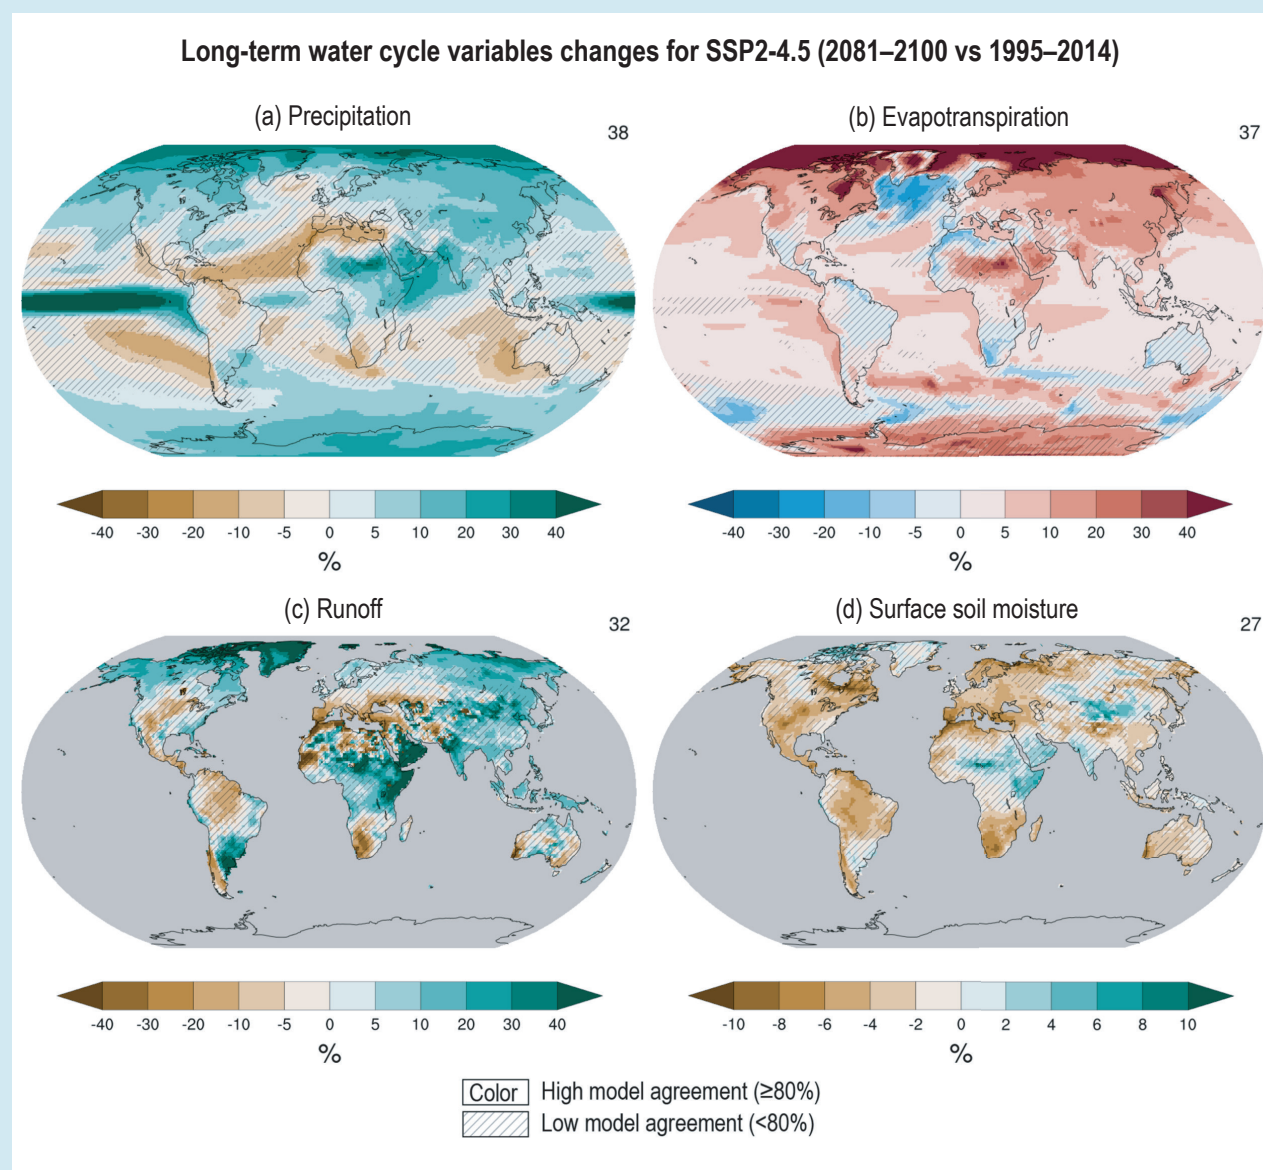 Long-term water cycle variables changes for SSP2-4.5 (2081–2100 vs 1995–2014)
(a) Precipitation
38
(b) Evapotranspiration
37
-40 -30 -20 -10 -5 0 5 10 20 30 40
%
-40 -30 -20 -10 -5 0 5 10 20 30 40
%
(c) Runoff
32
(d) Surface soil moisture
27
-40 -30 -20 -10 -5 0 5 10 20 30 40
%
-10 -8 -6 -4 -2 0 2 4 6 8 10
%
Color High model agreement (≥80%)
Low model agreement (<80%)